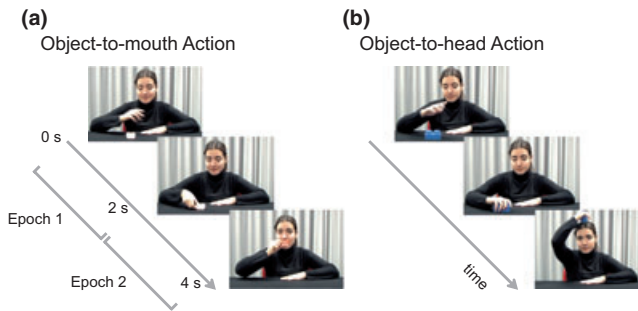 (a)
Object-to-mouth Action
0 s
2 s
4 s
Epoch 1
Epoch 2
(b)
Object-to-head Action
time